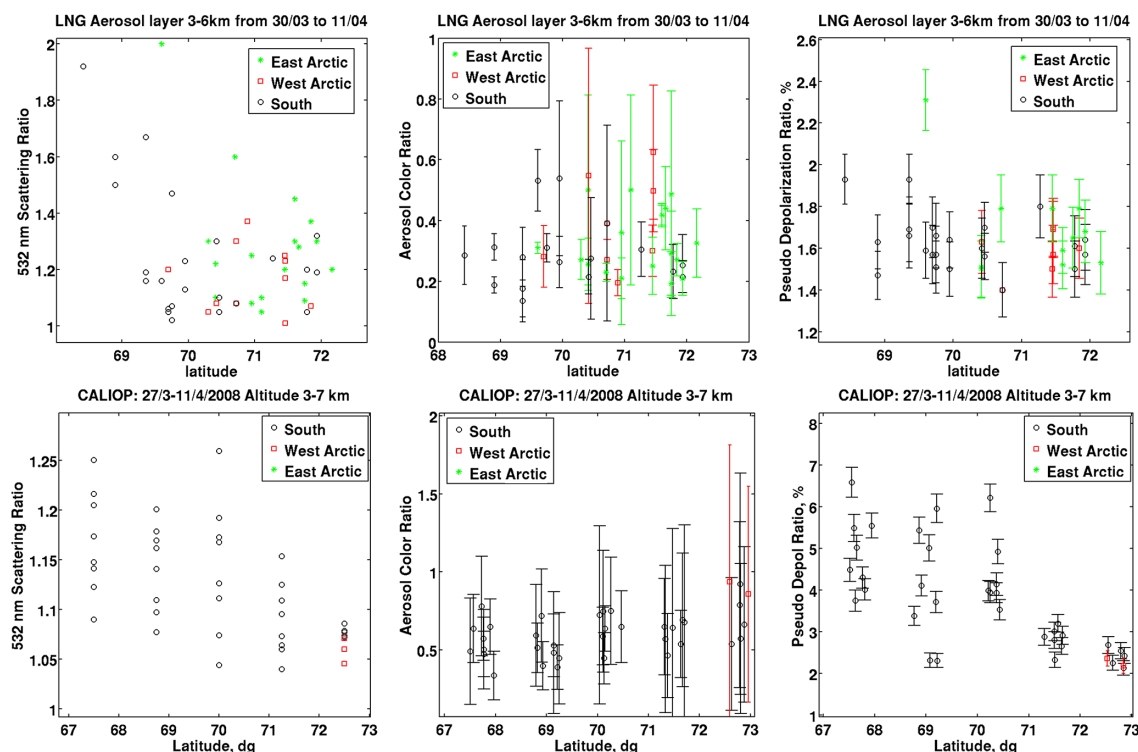 LNG Aerosol layer 3-6km from 30/03 to 11/04
532 nm Scattering Ratio
2
1.8
1.6
1.4
1.2
1
69
70
71
72
latitude
East Arctic
West Arctic
South
LNG Aerosol layer 3-6km from 30/03 to 11/04
Aerosol Color Ratio
1
0.8
0.6
0.4
0.2
0
68
69
70
71
72
73
latitude
East Arctic
West Arctic
South
LNG Aerosol layer 3-6km from 30/03 to 11/04
Pseudo Depolarization Ratio, %
2.6
2.4
2.2
2
1.8
1.6
1.4
1.2
69
70
71
72
latitude
East Arctic
West Arctic
South
CALIOP: 27/3-11/4/2008 Altitude 3-7 km
532 nm Scattering Ratio
1.25
1.2
1.15
1.1
1.05
1
67
68
69
70
71
72
73
Latitude, dg
South
West Arctic
East Arctic
CALIOP: 27/3-11/4/2008 Altitude 3-7 km
Aerosol Color Ratio
2
1.5
1
0.5
67
68
69
70
71
72
73
Latitude, dg
South
West Arctic
East Arctic
CALIOP: 27/3-11/4/2008 Altitude 3-7 km
Pseudo Depol Ratio, %
8
7
6
5
4
3
2
1
67
68
69
70
71
72
73
Latitude, dg
South
West Arctic
East Arctic